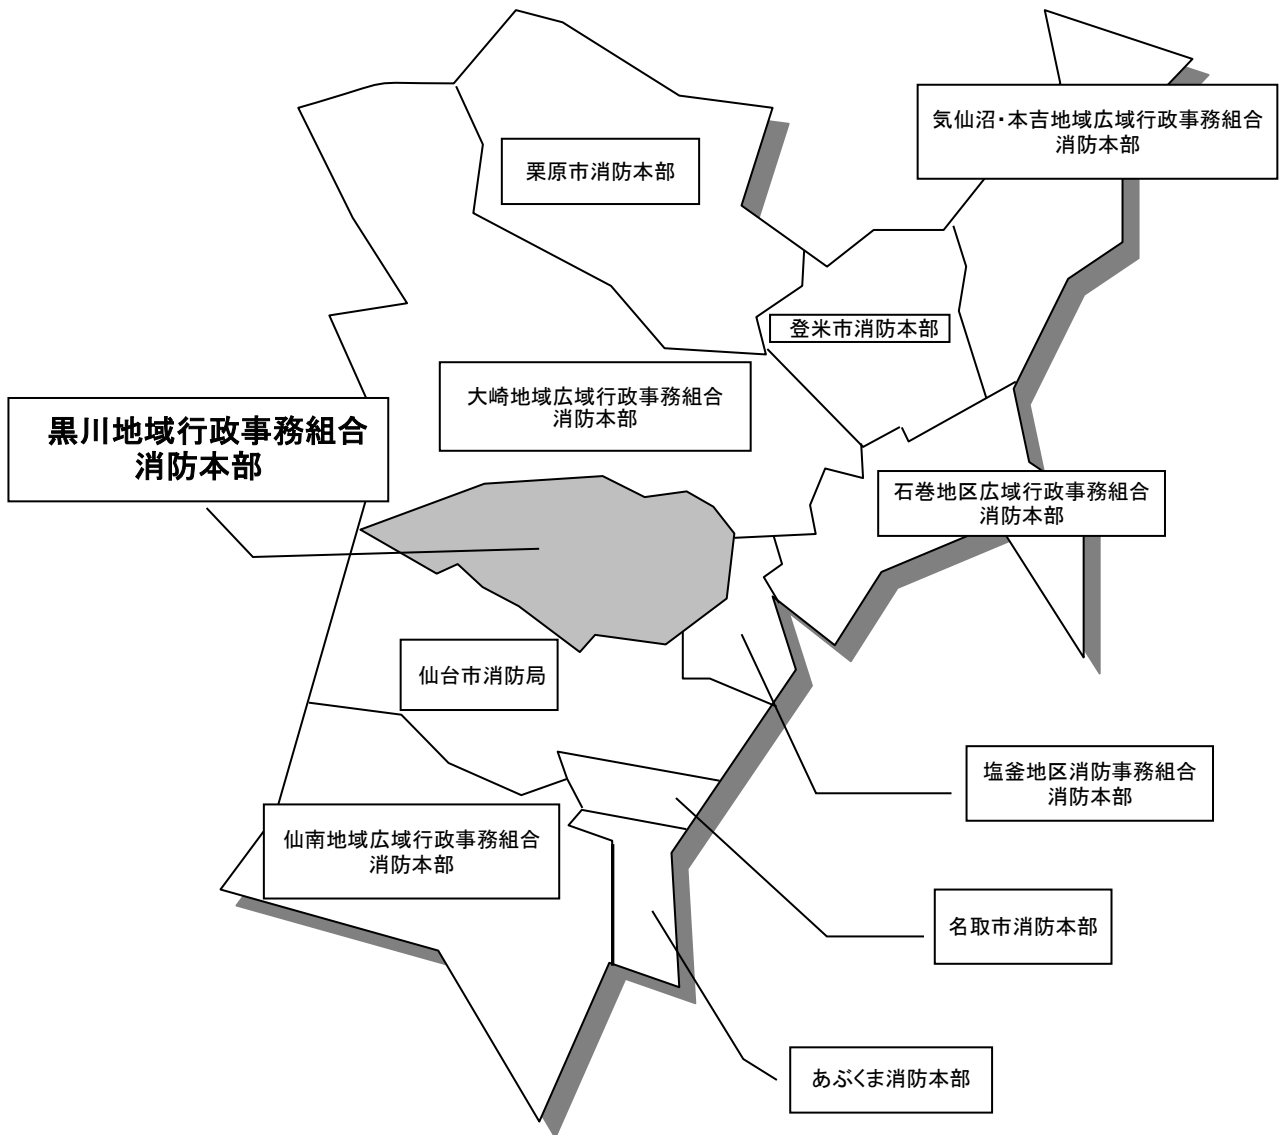 気仙沼・本吉地域広域行政事務組合
消防本部
栗原市消防本部
登米市消防本部
大崎地域広域行政事務組合
消防本部
黒川地域行政事務組合
消防本部
石巻地区広域行政事務組合
消防本部
仙台市消防局
塩釜地区消防事務組合
消防本部
仙南地域広域行政事務組合
消防本部
名取市消防本部
あぶくま消防本部